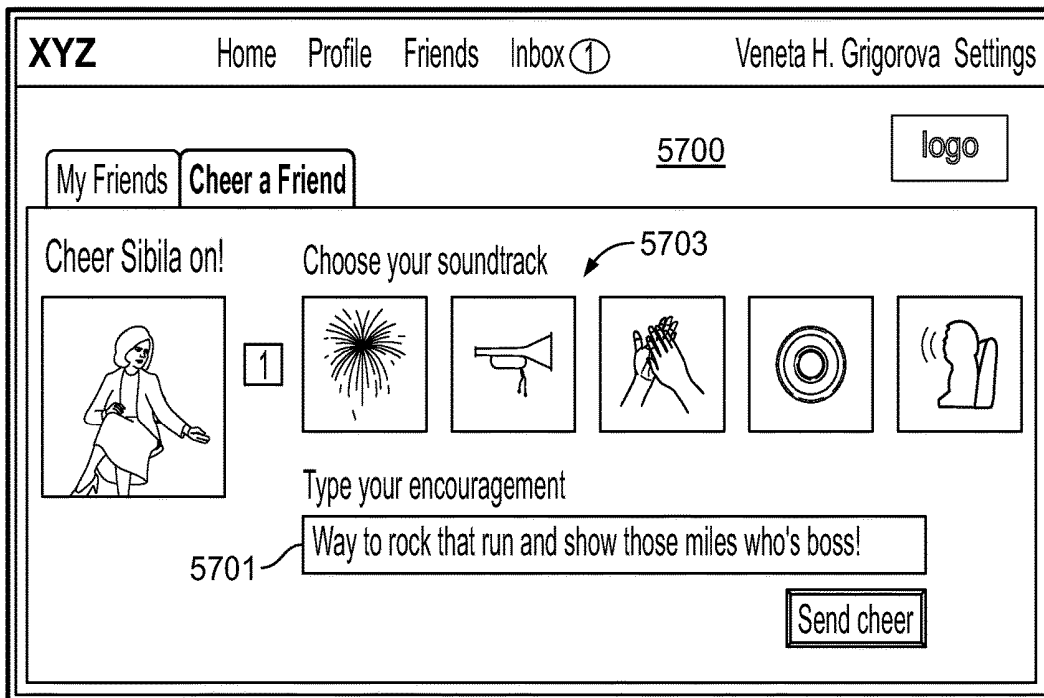 XYZ Home Profile Friends Inbox 1 Veneta H. Grigorova Settings
5700 logo
My Friends Cheer a Friend
Cheer Sibila on! Choose your soundtrack 5703
1
Type your encouragement
Way to rock that run and show those miles who's boss!
5701
Send cheer